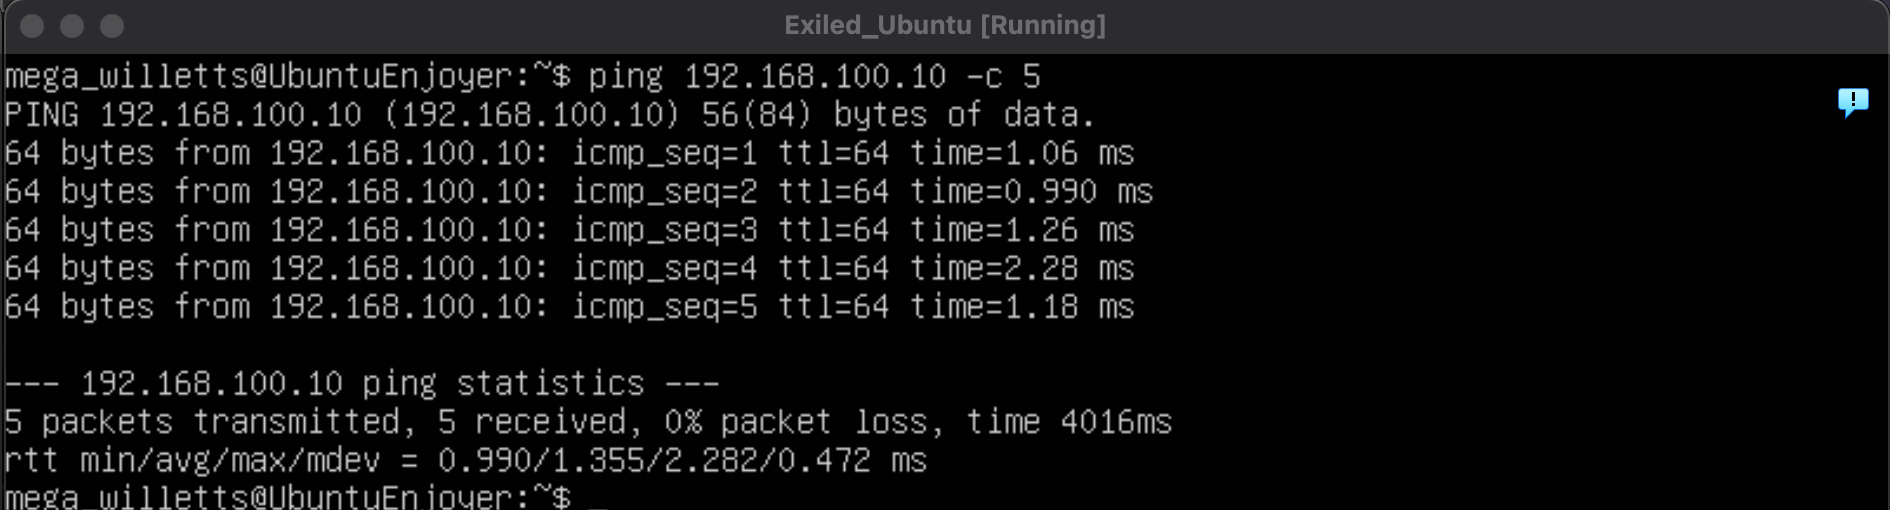 Exiled_Ubuntu [Running]
mega_willetts@UbuntuEnjoyer:~$ ping 192.168.100.10 -c 5
PING 192.168.100.10 (192.168.100.10) 56(84) bytes of data.
64 bytes from 192.168.100.10: icmp_seq=1 ttl=64 time=1.06 ms
64 bytes from 192.168.100.10: icmp_seq=2 ttl=64 time=0.990 ms
64 bytes from 192.168.100.10: icmp_seq=3 ttl=64 time=1.26 ms
64 bytes from 192.168.100.10: icmp_seq=4 ttl=64 time=2.28 ms
64 bytes from 192.168.100.10: icmp_seq=5 ttl=64 time=1.18 ms
--- 192.168.100.10 ping statistics ---
5 packets transmitted, 5 received, 0% packet loss, time 4016ms
rtt min/avg/max/mdev = 0.990/1.355/2.282/0.472 ms
mega_willetts@UbuntuEnjoyer:~$ _